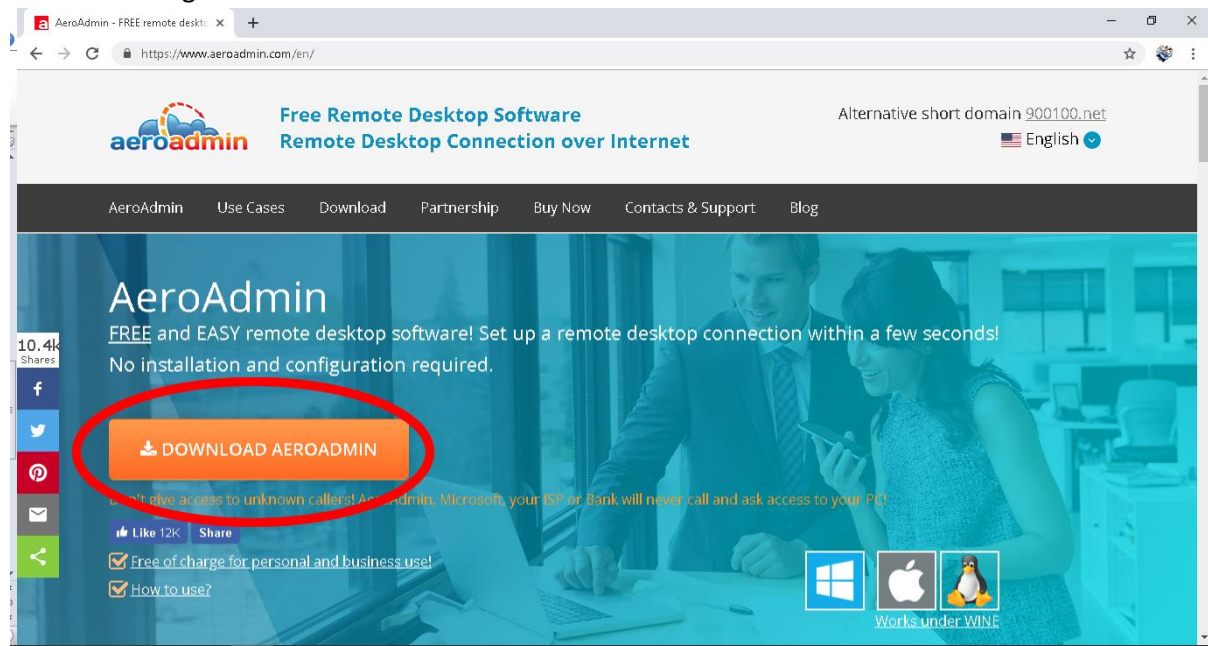 AeroAdmin - FREE remote deskto
https://www.aeroadmin.com/en/
aeroadmin
Free Remote Desktop Software
Remote Desktop Connection over Internet
Alternative short domain 900100.net
English
AeroAdmin Use Cases Download Partnership Buy Now Contacts & Support Blog
AeroAdmin
FREE and EASY remote desktop software! Set up a remote desktop connection within a few seconds!
No installation and configuration required.
10.4k
Shares
DOWNLOAD AEROADMIN
Don't give access to unknown callers! AeroAdmin, Microsoft, your ISP or Bank will never call and ask access to your PC!
Like 12K Share
Free of charge for personal and business use!
How to use?
Works under WINE